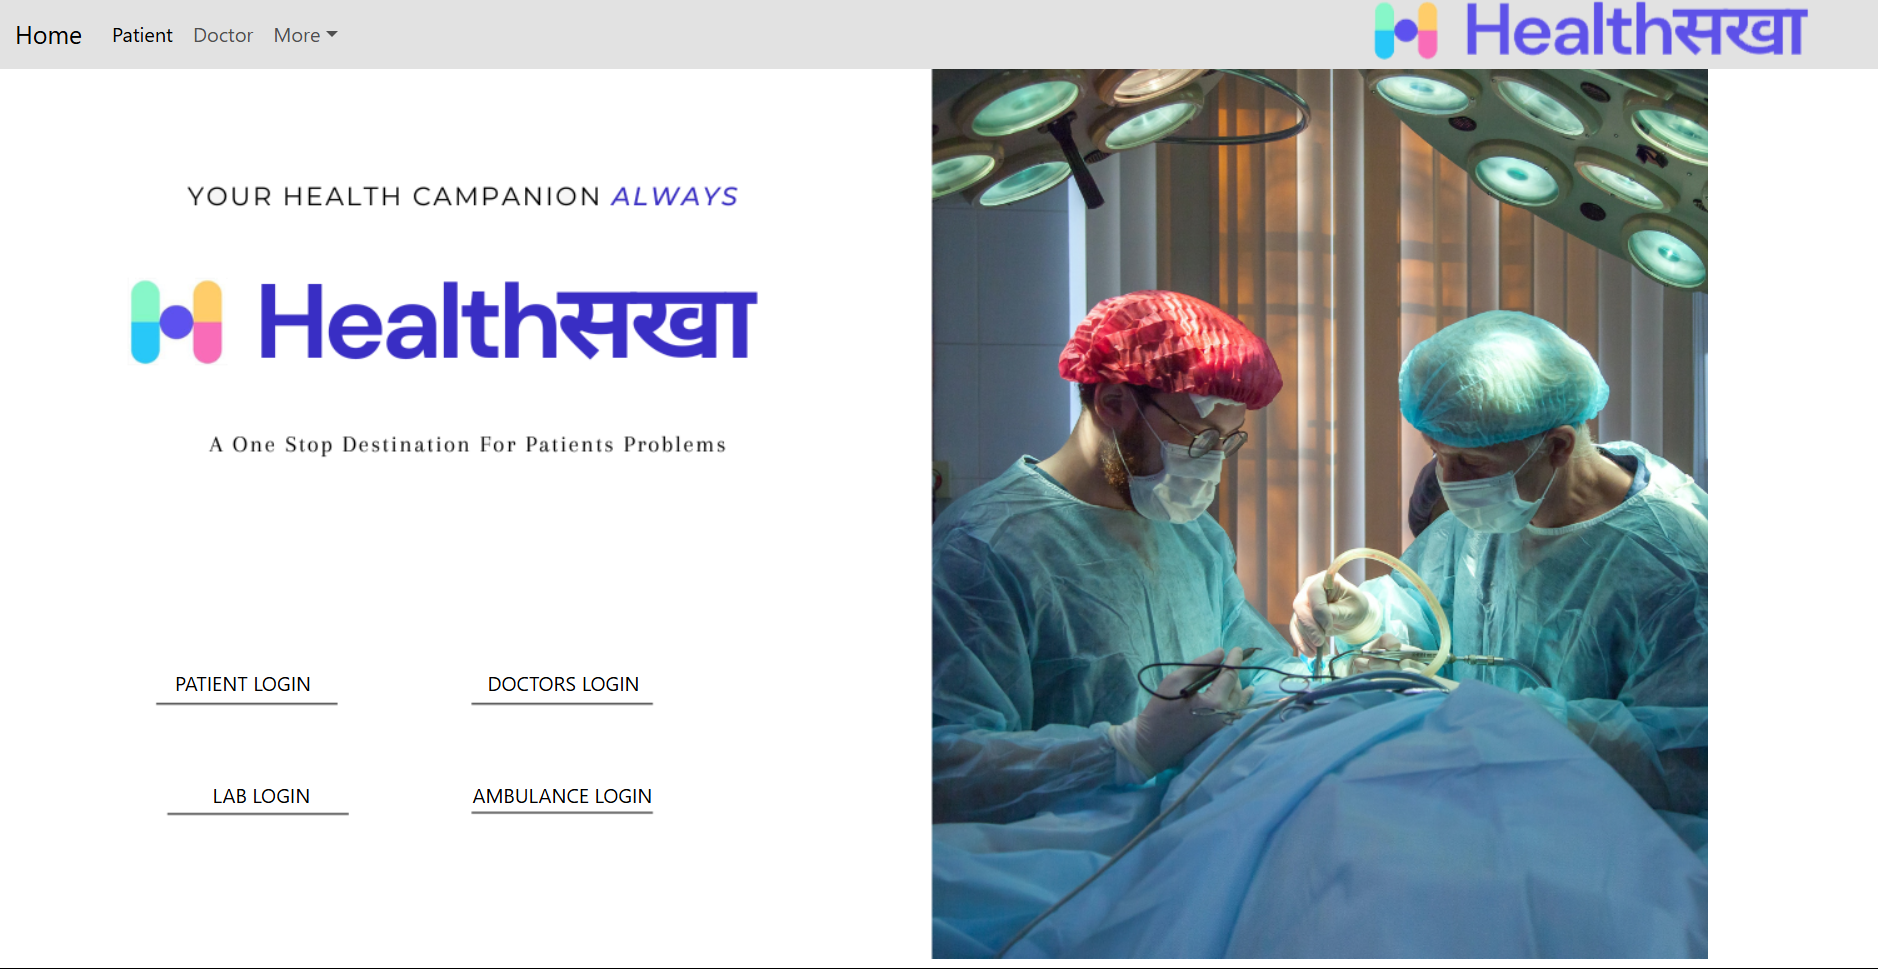 Home Patient Doctor More Healthसखा
YOUR HEALTH CAMPANION ALWAYS
Healthसखा
A One Stop Destination For Patients Problems
PATIENT LOGIN DOCTORS LOGIN
LAB LOGIN AMBULANCE LOGIN